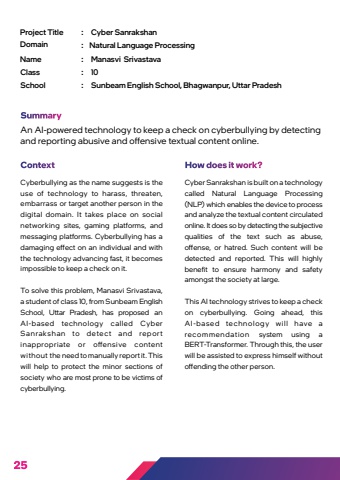 Project Title : Cyber Sanrakshan
Domain : Natural Language Processing
Name : Manasvi Srivastava
Class : 10
School : Sunbeam English School, Bhagwanpur, Uttar Pradesh
Summary
An AI-powered technology to keep a check on cyberbullying by detecting
and reporting abusive and offensive textual content online.
Context
Cyberbullying as the name suggests is the
use of technology to harass, threaten,
embarrass or target another person in the
digital domain. It takes place on social
networking sites, gaming platforms, and
messaging platforms. Cyberbullying has a
damaging effect on an individual and with
the technology advancing fast, it becomes
impossible to keep a check on it.
To solve this problem, Manasvi Srivastava,
a student of class 10, from Sunbeam English
School, Uttar Pradesh, has proposed an
AI-based technology called Cyber
Sanrakshan to detect and report
inappropriate or offensive content
without the need to manually report it. This
will help to protect the minor sections of
society who are most prone to be victims of
cyberbullying.
How does it work?
Cyber Sanrakshan is built on a technology
called Natural Language Processing
(NLP) which enables the device to process
and analyze the textual content circulated
online. It does so by detecting the subjective
qualities of the text such as abuse,
offense, or hatred. Such content will be
detected and reported. This will highly
benefit to ensure harmony and safety
amongst the society at large.
This AI technology strives to keep a check
on cyberbullying. Going ahead, this
AI-based technology will have a
recommendation system using a
BERT-Transformer. Through this, the user
will be assisted to express himself without
offending the other person.
25